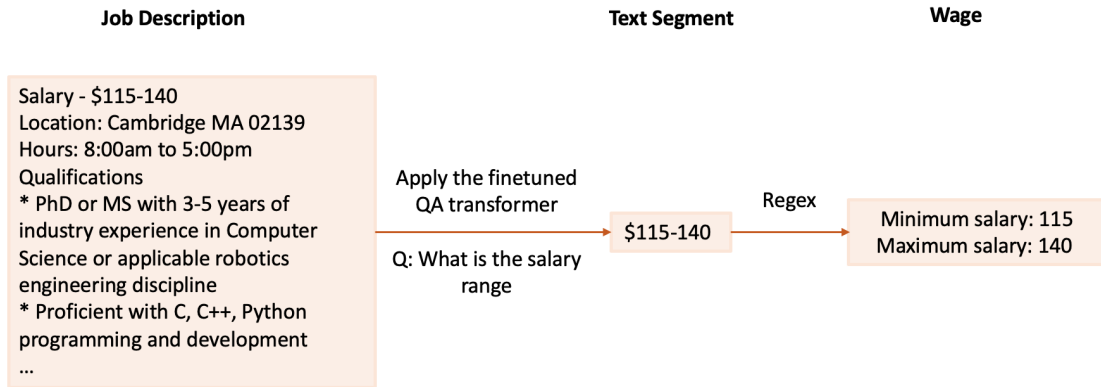 Job Description
Text Segment
Wage
Salary - $115-140
Location: Cambridge MA 02139
Hours: 8:00am to 5:00pm
Qualifications
* PhD or MS with 3-5 years of
industry experience in Computer
Science or applicable robotics
engineering discipline
* Proficient with C, C++, Python
programming and development
...
Apply the finetuned
QA transformer
Q: What is the salary
range
$115-140
Regex
Minimum salary: 115
Maximum salary: 140